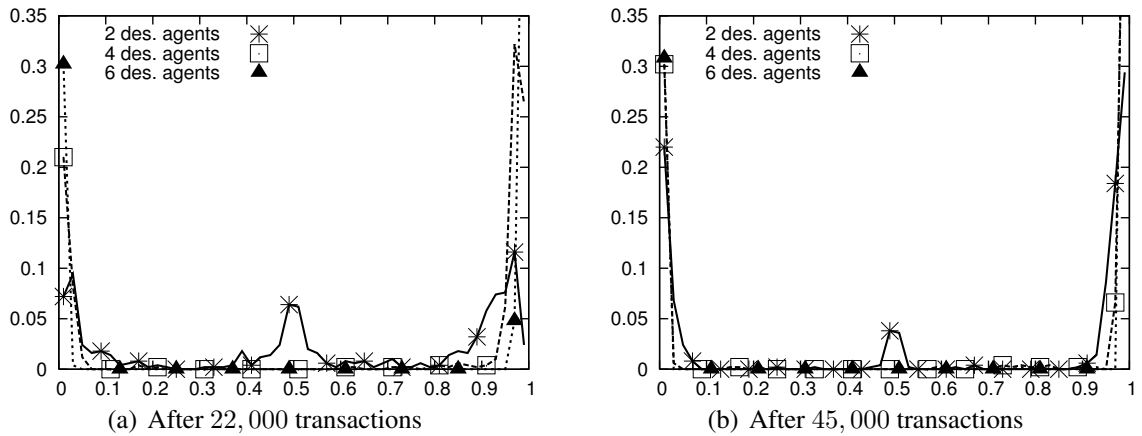 0.35
0.3
0.25
0.2
0.15
0.1
0.05
0
0 0.1 0.2 0.3 0.4 0.5 0.6 0.7 0.8 0.9 1
2 des. agents
4 des. agents
6 des. agents
(a) After 22, 000 transactions
0.35
0.3
0.25
0.2
0.15
0.1
0.05
0
0 0.1 0.2 0.3 0.4 0.5 0.6 0.7 0.8 0.9 1
2 des. agents
4 des. agents
6 des. agents
(b) After 45, 000 transactions